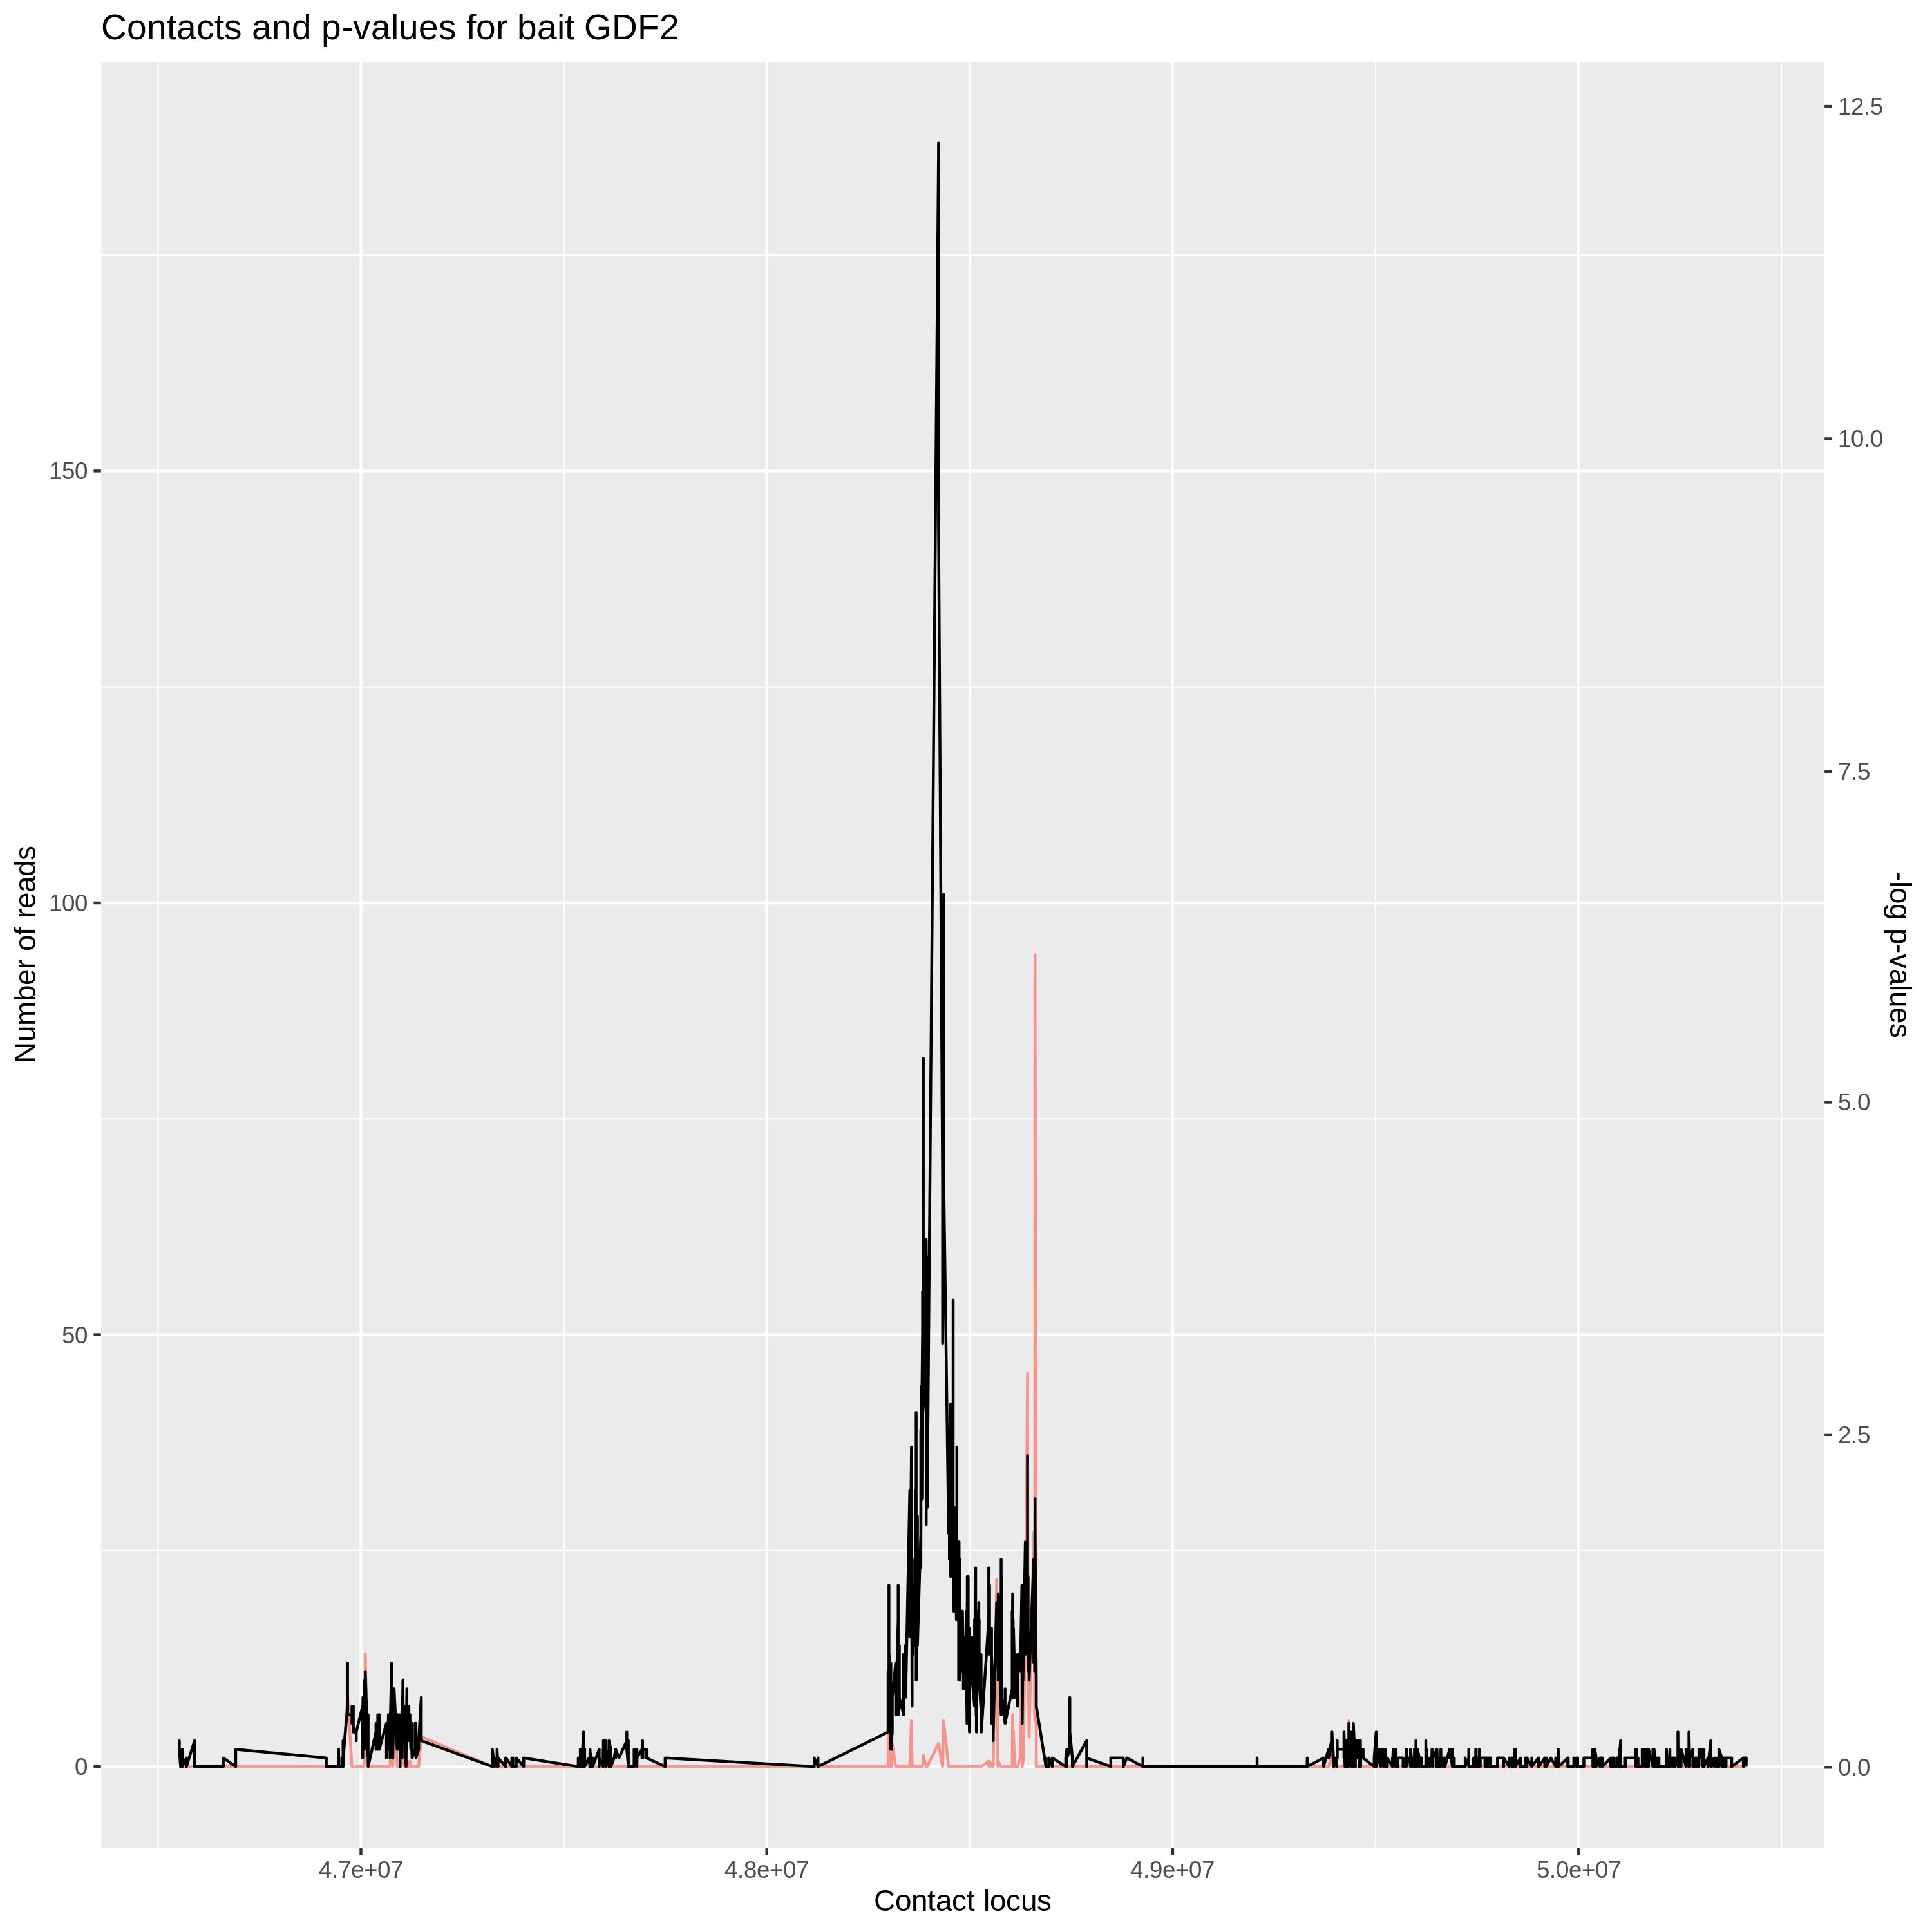 Contacts and p-values for bait GDF2
Number of reads
150
100
50
0
12.5
10.0
7.5
5.0
2.5
0.0
-log p-values
4.7e+07
4.8e+07
4.9e+07
5.0e+07
Contact locus